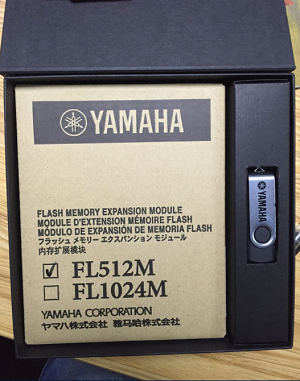 YAMAHA
FLASH MEMORY EXPANSION MODULE
MODULE D'EXTENSION MÉMOIRE FLASH
MÓDULO DE EXPANSIÓN DE MEMORIA FLASH
フラッシュ メモリー エクスパンション モジュール
内存扩展模块
☑ FL512M
☐ FL1024M
YAMAHA CORPORATION
ヤマハ株式会社 雅马哈株式会社
YAMAHA